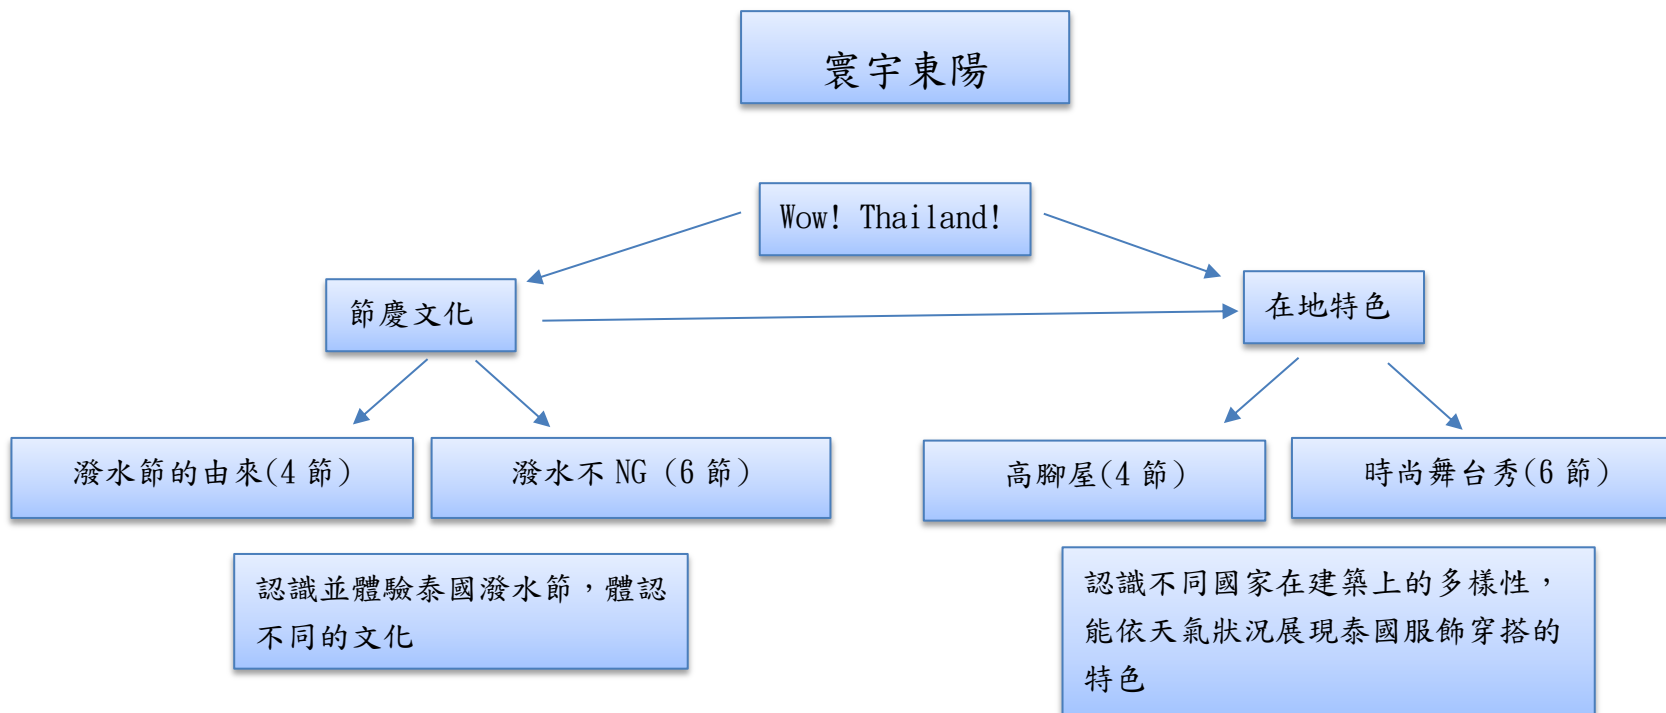 寰宇東陽
Wow! Thailand!
節慶文化
在地特色
潑水節的由來(4 節)
潑水不 NG (6 節)
高腳屋(4 節)
時尚舞台秀(6 節)
認識並體驗泰國潑水節，體認
不同的文化
認識不同國家在建築上的多樣性，
能依天氣狀況展現泰國服飾穿搭的
特色